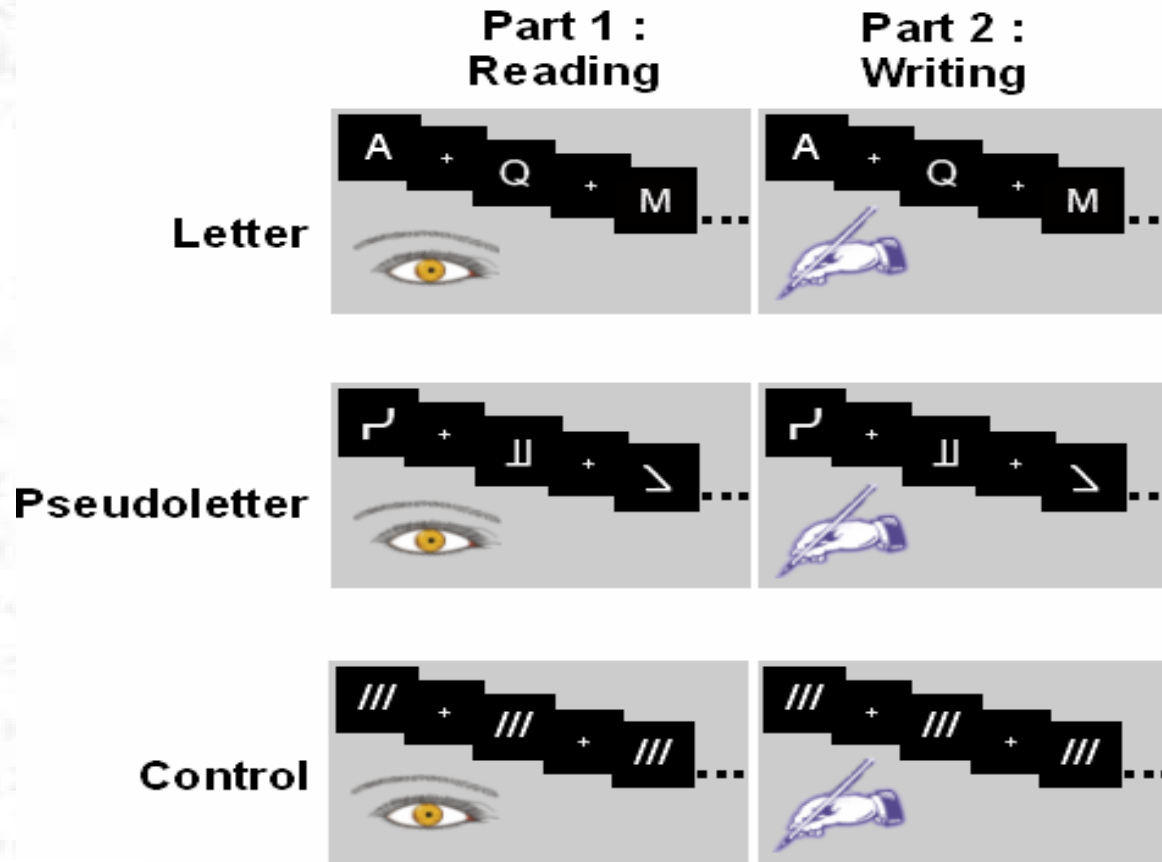 Part 1 :
Reading
Part 2 :
Writing
Letter
A + Q + M ...
A + Q + M ..
Pseudoletter
+ + ...
+ + ..
Control
/// + /// + /// ...
/// + /// + /// ...